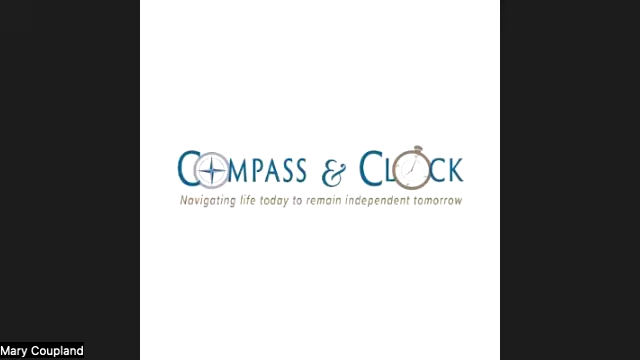 COMPASS & CLOCK
Navigating life today to remain independent tomorrow
Mary Coupland